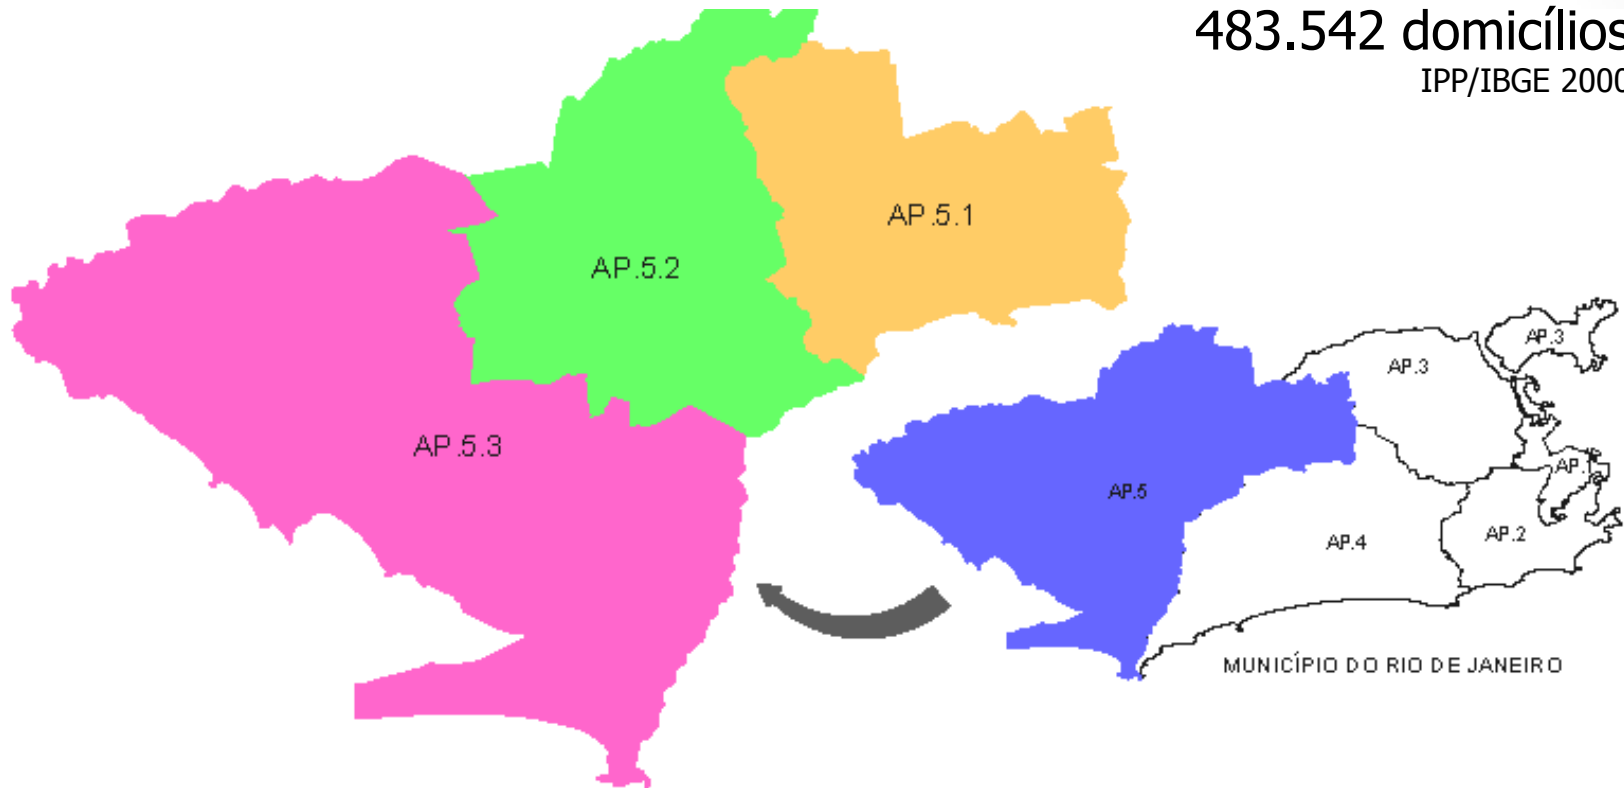 483.542 domicílios
IPP/IBGE 2000
AP.5.1
AP.5.2
AP.5.3
AP.3
AP.3
AP.5
AP.4
AP.2
MUNICÍPIO DO RIO DE JANEIRO